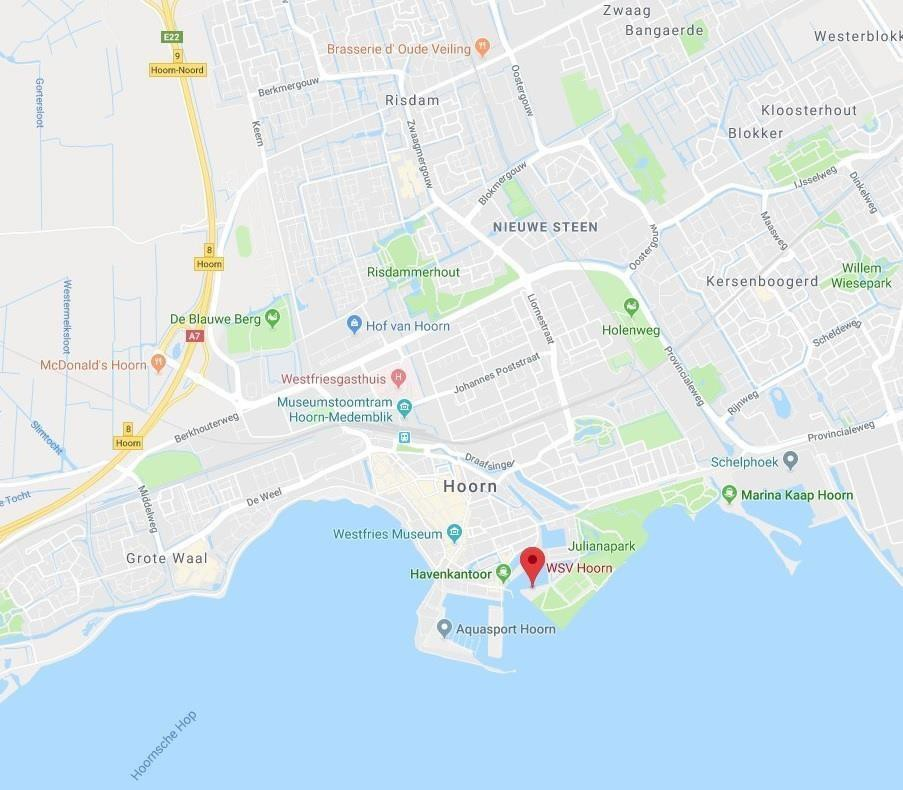 Zwaag
Bangaerde
Westerblokk
E22
9
Hoorn-Noord
Brasserie d' Oude Veiling
Oostergouw
Gortersloot
Berkmergouw
Risdam
Keern
Zwaagmergouw
Kloosterhout
Blokker
Blokmergouw
IJsselweg
Dinkelweg
Maasweg
NIEUWE STEEN
Oostergouw
8
Hoorn
Risdammerhout
Kersenboogerd
Willem
Wiesepark
Westermeiksloot
De Blauwe Berg
Hof van Hoorn
Liornestraat
Holenweg
A7
Scheldeweg
McDonald's Hoorn
Westfriesgasthuis
Johannes Poststraat
Provincialeweg
Museumstoomtram
Hoorn-Medemblik
Rijnweg
Berkhouterweg
8
Hoorn
Slimtocht
Provincialeweg
Draafsinger
Schelphoek
e Tocht
Middelweg
De Weel
Hoorn
Marina Kaap Hoorn
Westfries Museum
Julianapark
Grote Waal
Havenkantoor
WSV Hoorn
Aquasport Hoorn
Hoornsche Hop